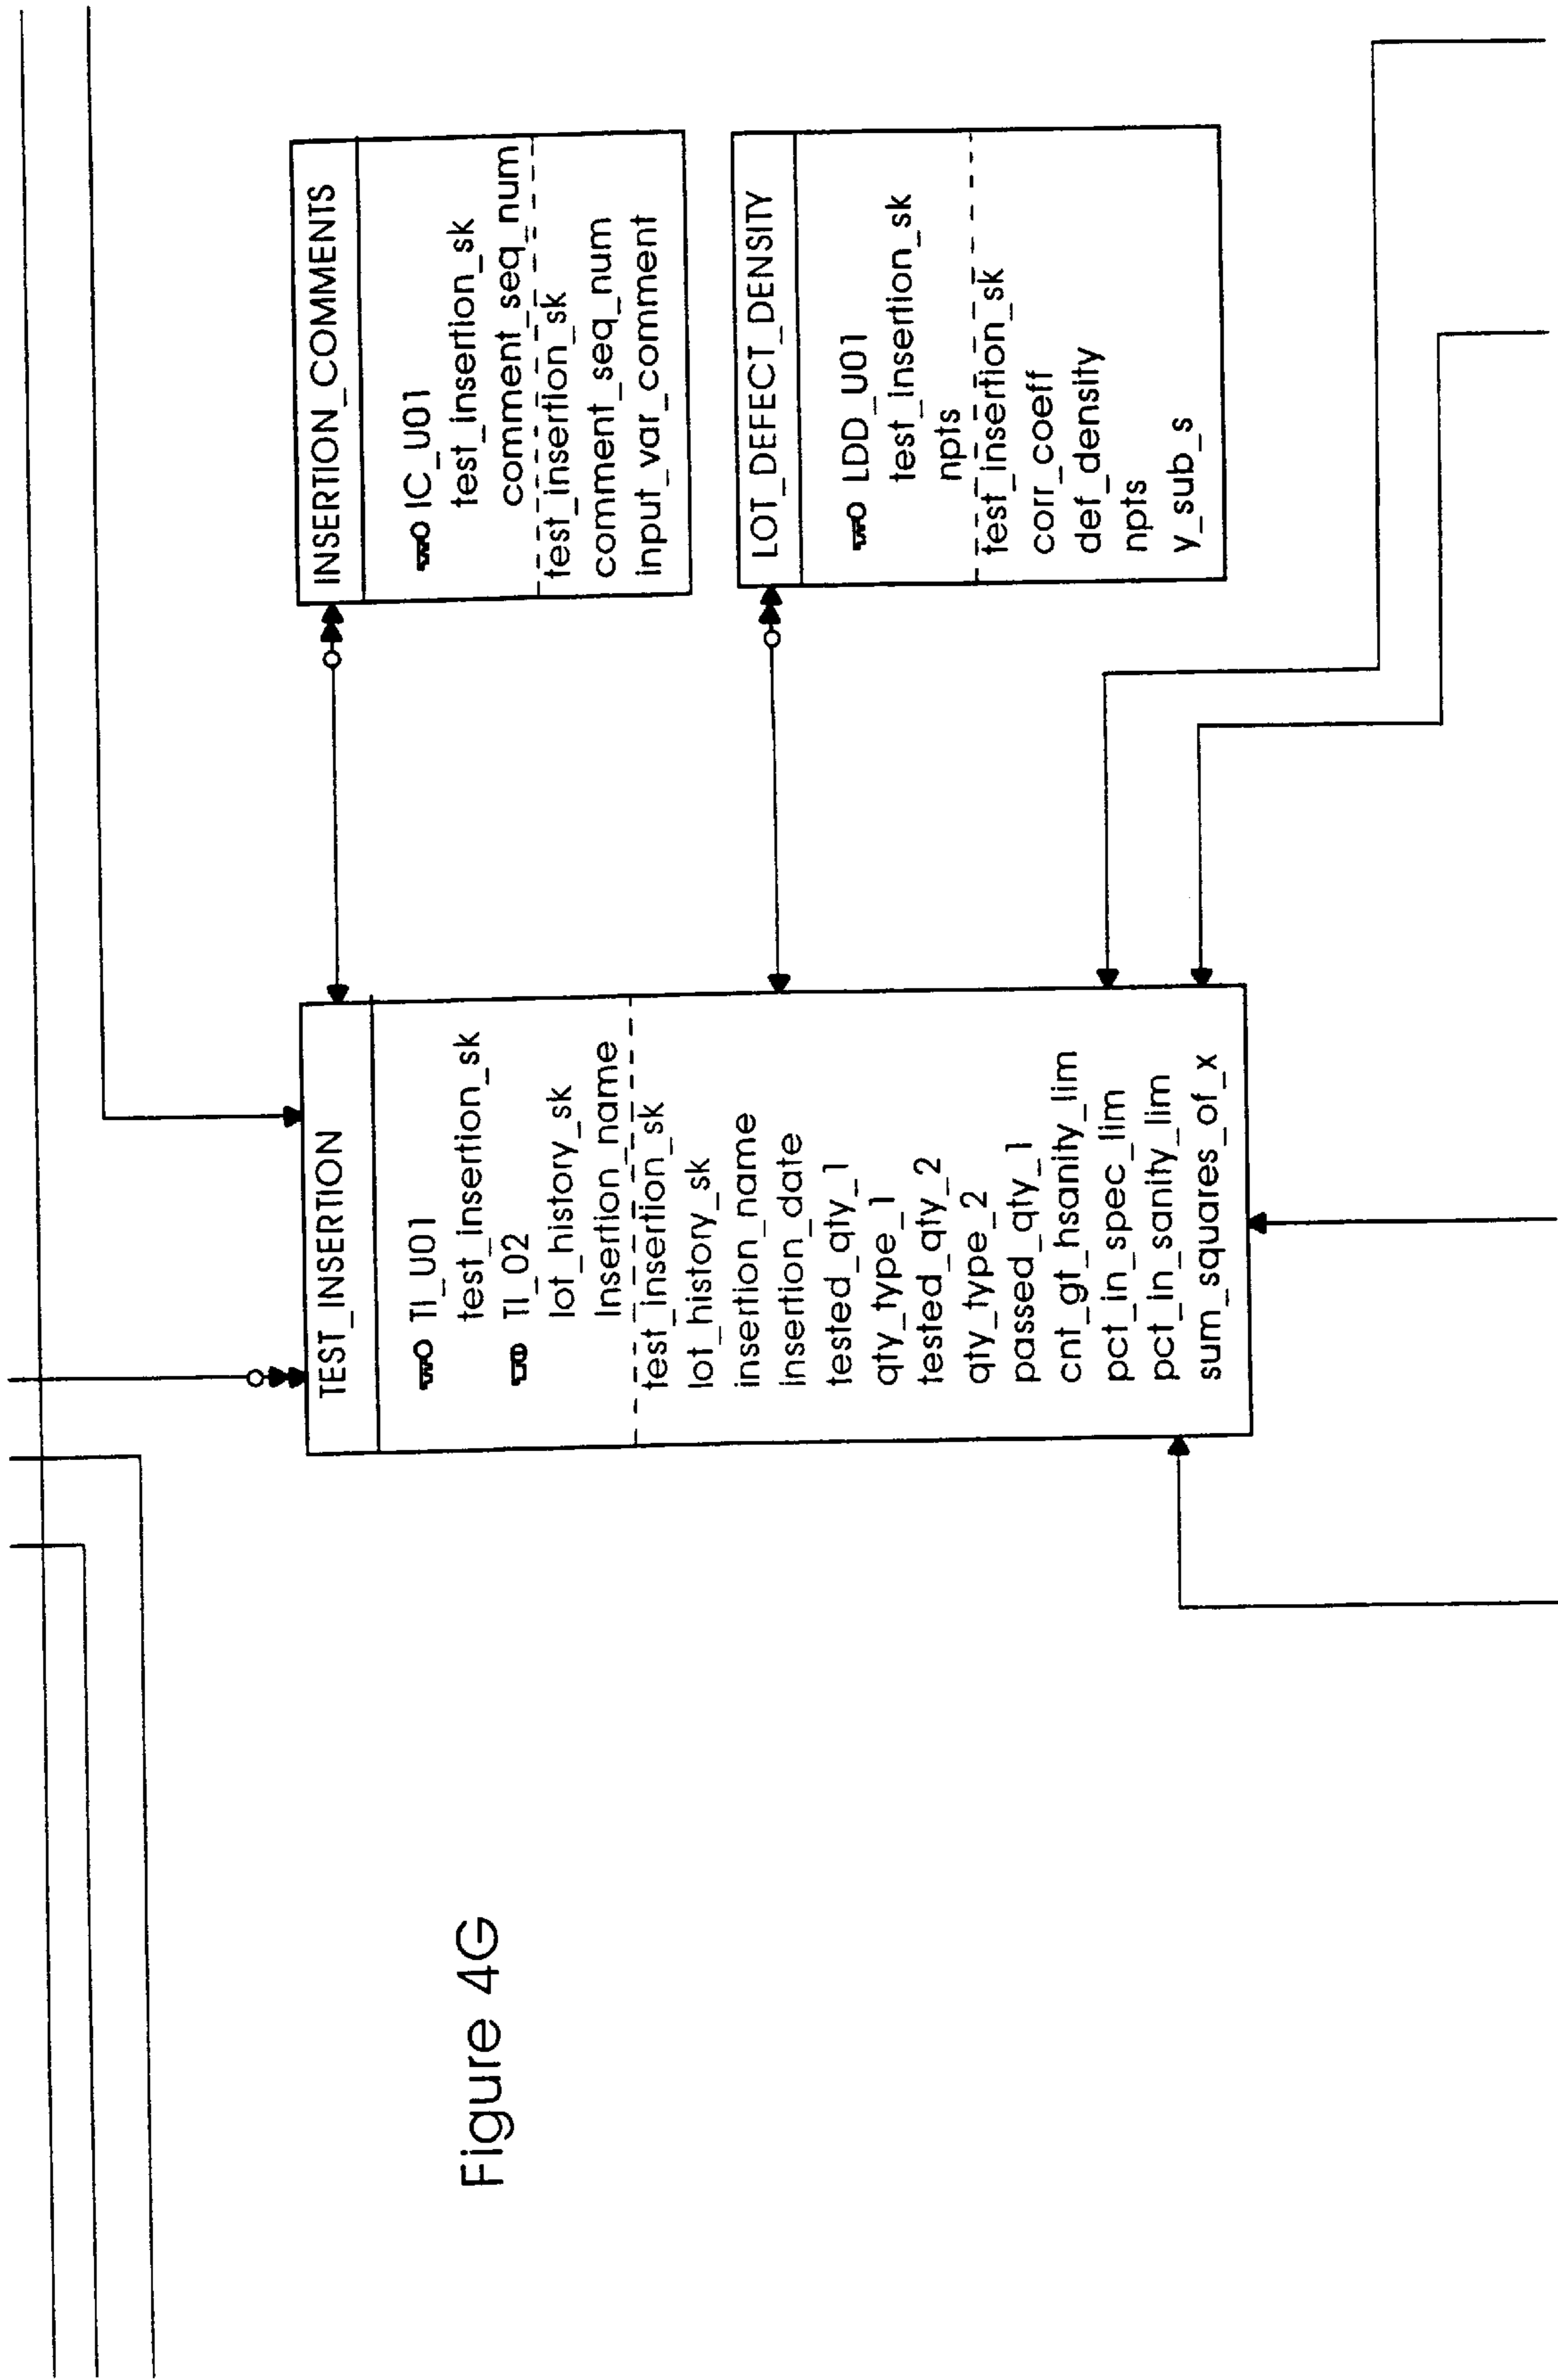 Figure 4G
TEST_INSERTION
TI_U01
test_insertion_sk
TI_02
lot_history_sk
Insertion_name
test_insertion_sk
lot_history_sk
insertion_name
insertion_date
tested_qty_1
qty_type_1
tested_qty_2
qty_type_2
passed_qty_1
cnt_gt_hsanity_lim
pct_in_spec_lim
pct_in_sanity_lim
sum_squares_of_x
INSERTION_COMMENTS
IC_U01
test_insertion_sk
comment_seq_num
test_insertion_sk
comment_seq_num
input_var_comment
LOT_DEFECT_DENSITY
LDD_U01
test_insertion_sk
npts
test_insertion_sk
corr_coeff
def_density
npts
y_sub_s